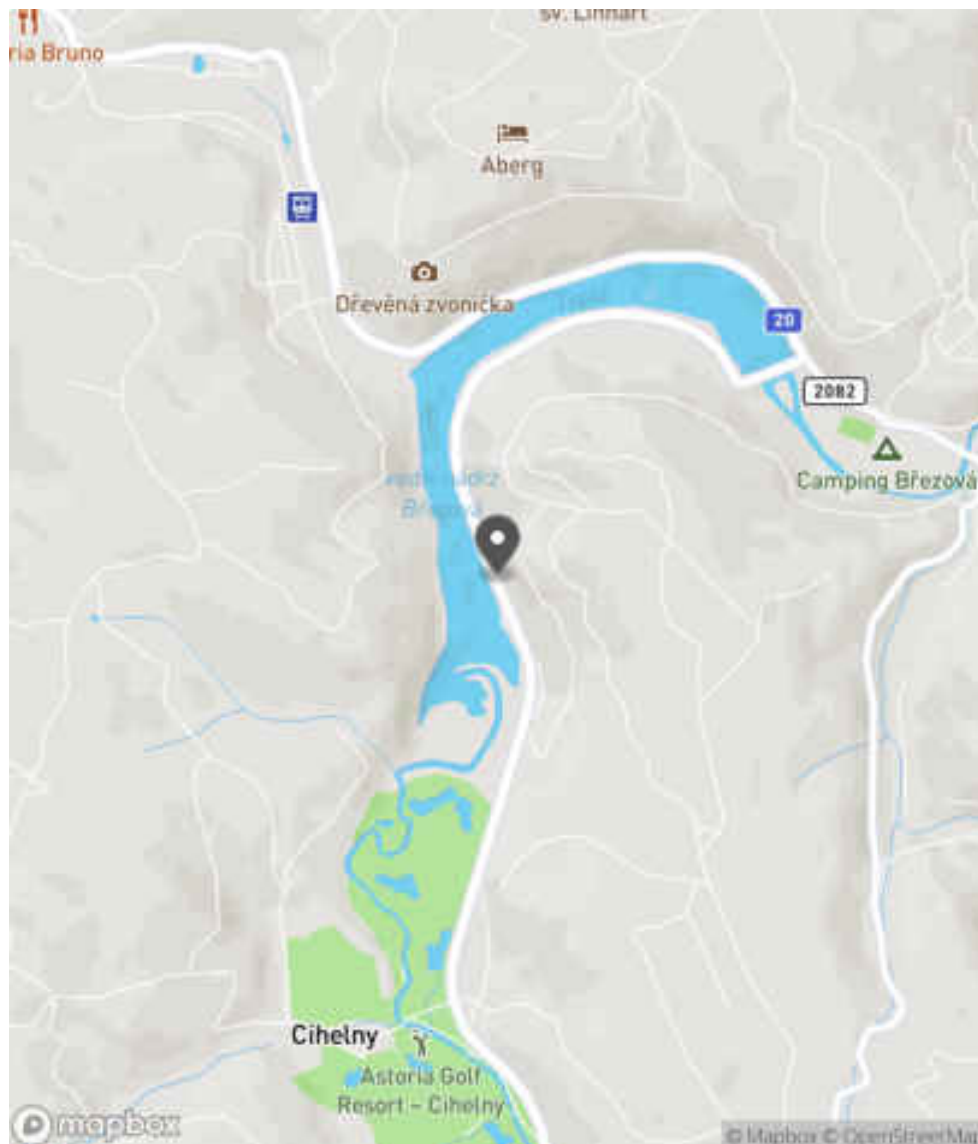 sv. Linhart
ria Bruno
Aberg
Dřevěná zvonička
20
2082
Camping Březová
Cihelny
Astoria Golf
Resort – Cihelny
mapbox
© Mapbox © OpenStreetMap